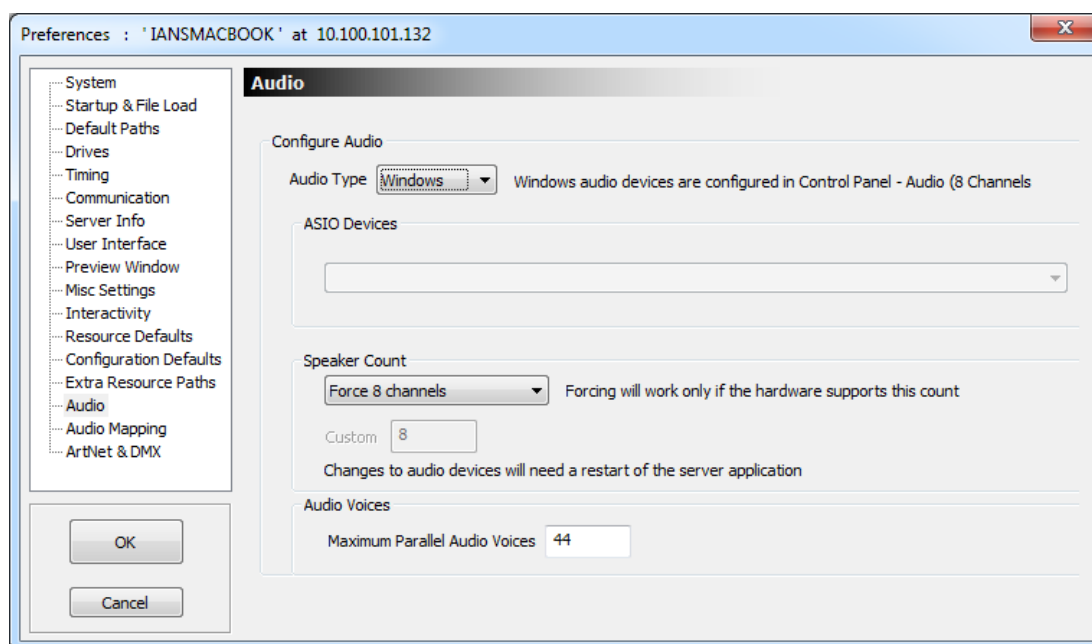 Preferences : ' IANSMACBOOK ' at 10.100.101.132
System
Startup & File Load
Default Paths
Drives
Timing
Communication
Server Info
User Interface
Preview Window
Misc Settings
Interactivity
Resource Defaults
Configuration Defaults
Extra Resource Paths
Audio
Audio Mapping
ArtNet & DMX
OK
Cancel
Audio
Configure Audio
Audio Type Windows Windows audio devices are configured in Control Panel - Audio (8 Channels
ASIO Devices
Speaker Count
Force 8 channels Forcing will work only if the hardware supports this count
Custom 8
Changes to audio devices will need a restart of the server application
Audio Voices
Maximum Parallel Audio Voices 44